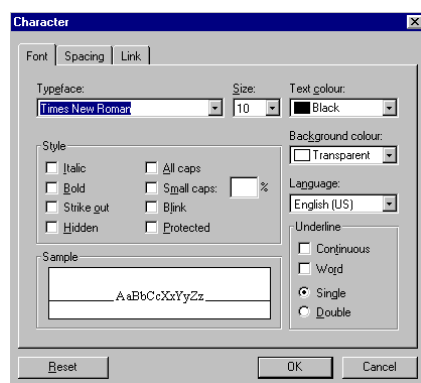 Character
Font Spacing Link
Typeface: Size: Text colour:
Times New Roman 10 Black
Background colour:
Transparent
Style
Italic All caps
Bold Small caps: %
Strike out Blink
Hidden Protected
Language:
English (US)
Underline
Continuous
Word
Single
Double
Sample
AaBbCcXxYyZz
Reset OK Cancel